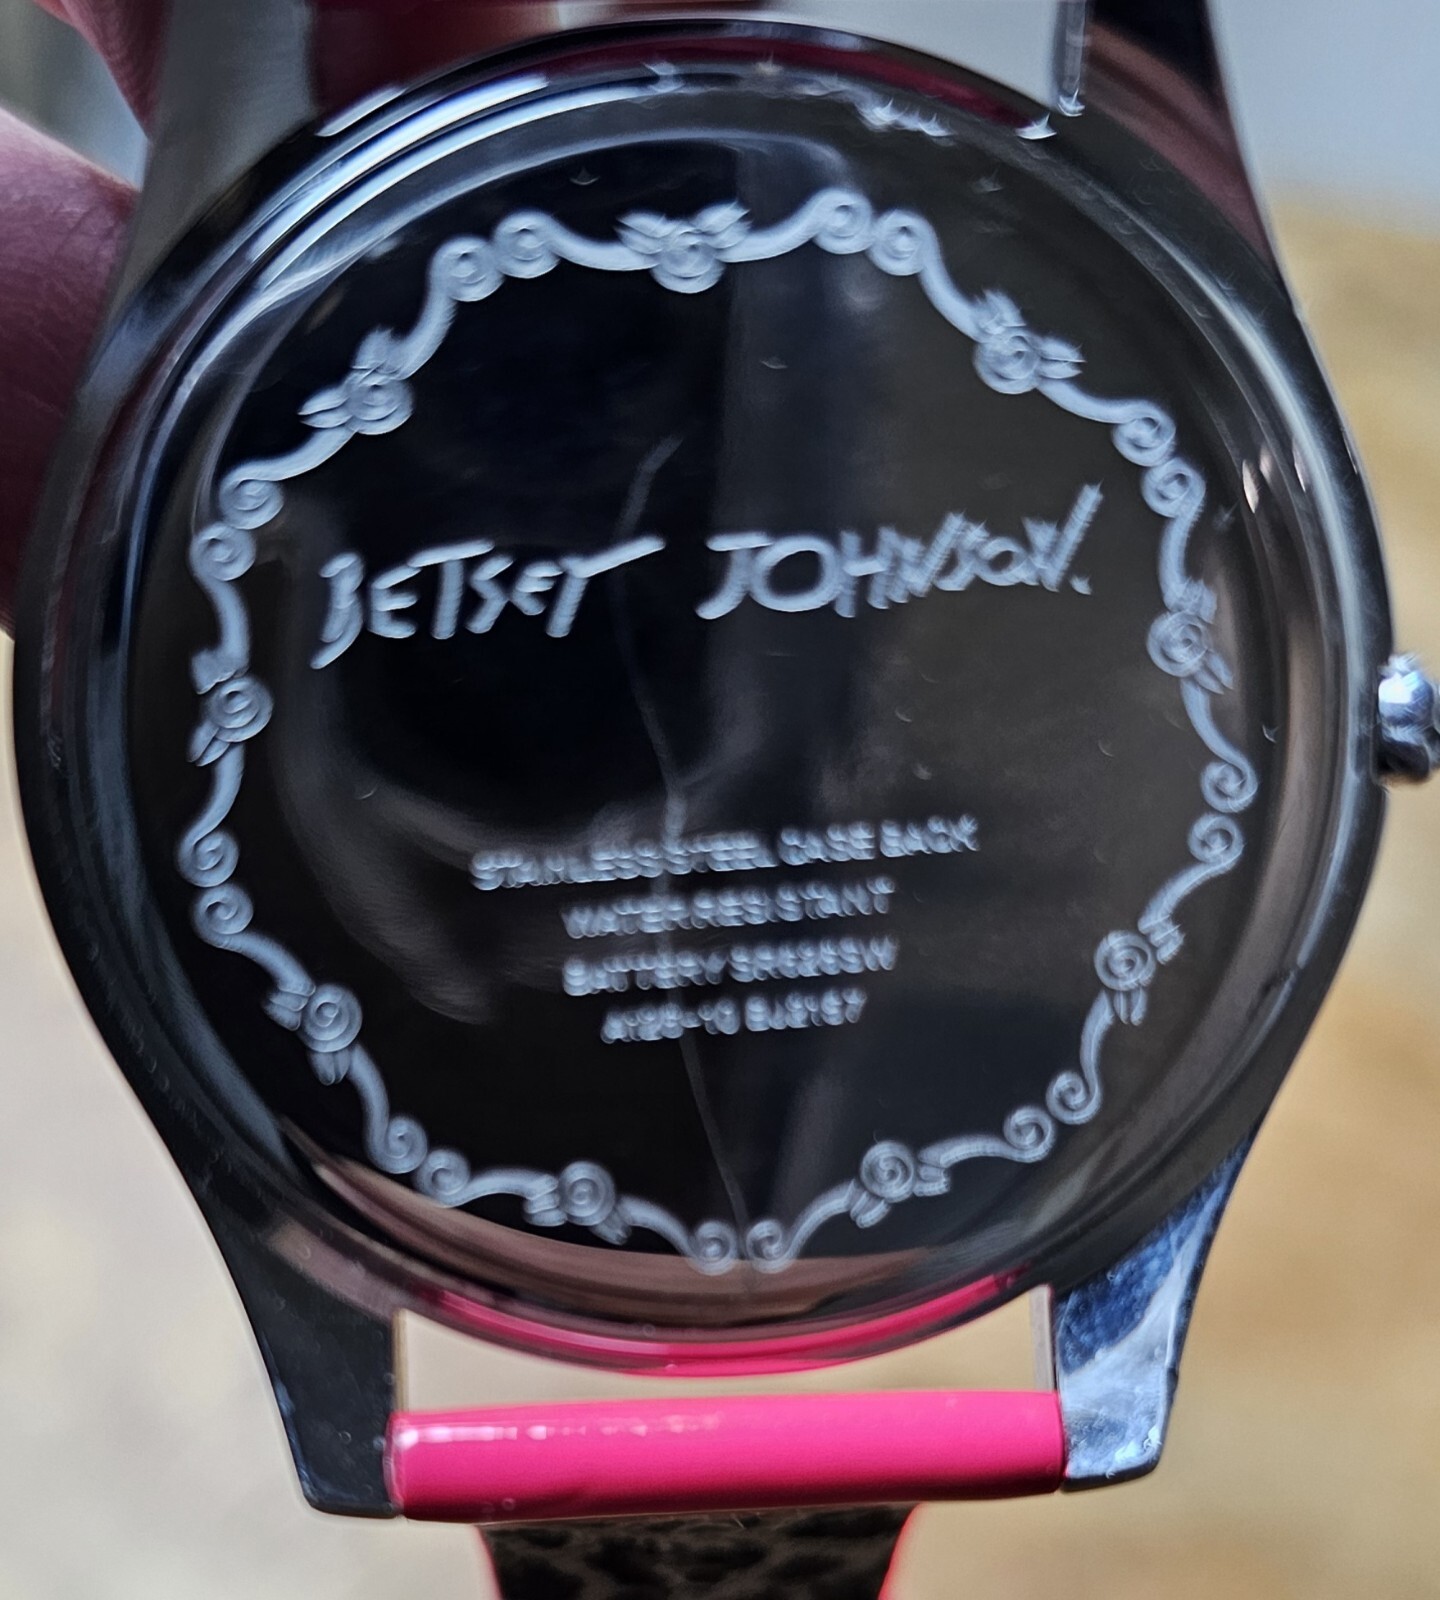 BETSEY JOHNSON.
STAINLESS STEEL CASE BACK
WATER RESISTANT
BATTERY SR626SW